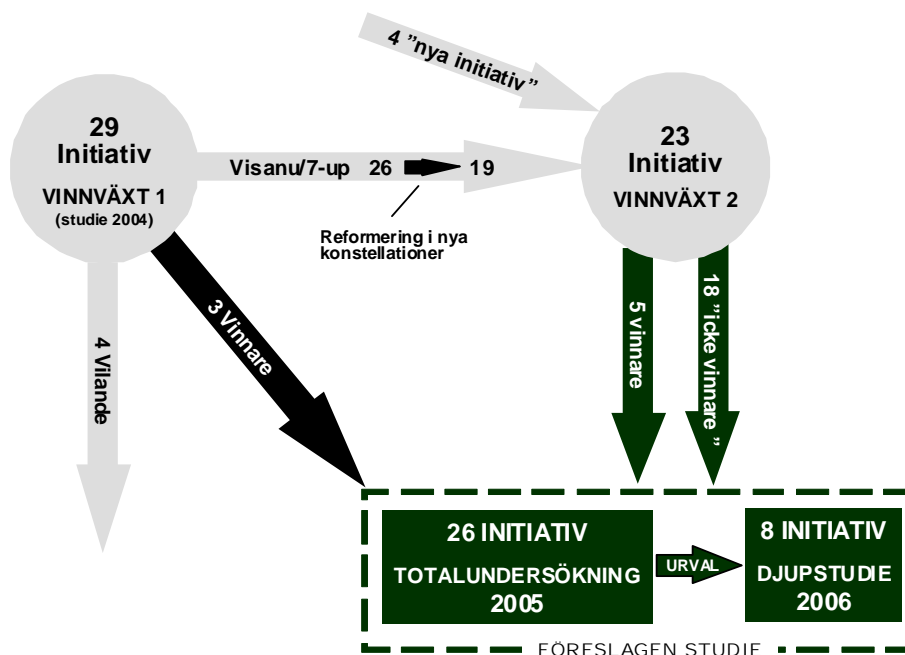 4 ”nya initiativ”
29
Initiativ
VINNVÄXT 1
(studie 2004)
Visanu/7-up 26 19
23
Initiativ
VINNVÄXT 2
Reformering i nya
konstellationer
4 Vilande
3 Vinnare
5 vinnare
18 ”icke vinnare ”
26 INITIATIV
TOTALUNDERSÖKNING
2005
URVAL
8 INITIATIV
DJUPSTUDIE
2006
FÖRESLAGEN STUDIE